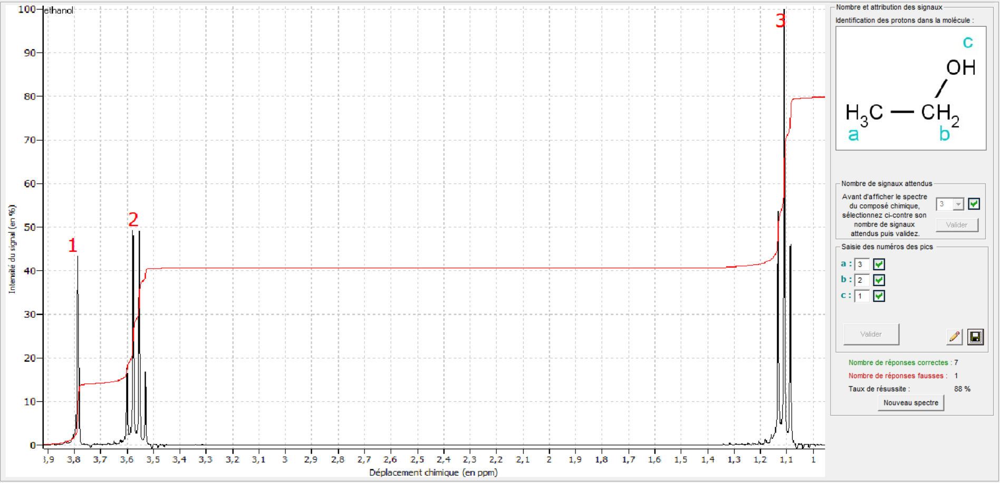 ethanol
100
90
80
70
60
50
40
30
20
10
0
Intensité du signal (en %)
1
2
3
3,9 3,8 3,7 3,6 3,5 3,4 3,3 3,2 3,1 3 2,9 2,8 2,7 2,6 2,5 2,4 2,3 2,2 2,1 2 1,9 1,8 1,7 1,6 1,5 1,4 1,3 1,2 1,1 1
Déplacement chimique (en ppm)
Nombre et attribution des signaux
Identification des protons dans la molécule :
c
OH
H3C — CH2
a b
Nombre de signaux attendus
Avant d'afficher le spectre
du composé chimique,
sélectionnez ci-contre son
nombre de signaux
attendus puis validez.
3
Valider
Saisie des numéros des pics
a : 3
b : 2
c : 1
Valider
Nombre de réponses correctes : 7
Nombre de réponses fausses : 1
Taux de résussite : 88 %
Nouveau spectre